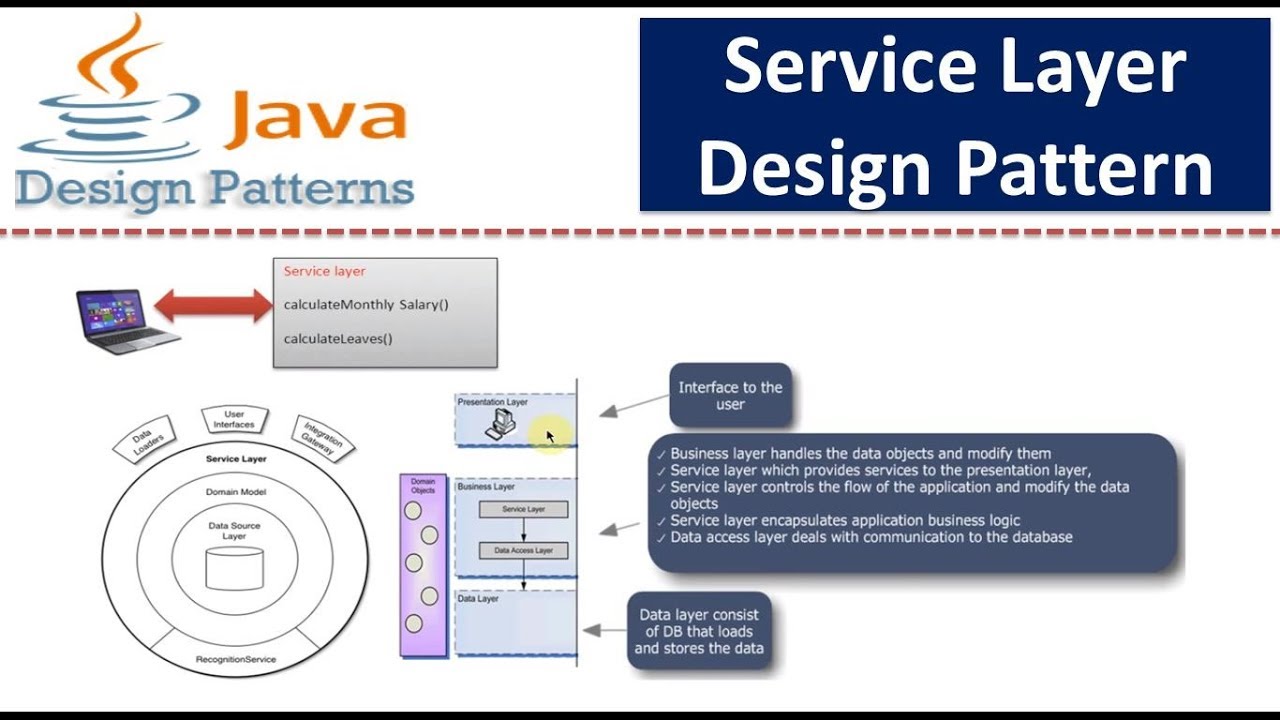 Java
Design Patterns
Service Layer
Design Pattern
Service layer
calculateMonthly Salary()
calculateLeaves()
Data
Loaders
User
Interfaces
Integration
Gateway
Service Layer
Domain Model
Data Source
Layer
RecognitionService
Domain
Objects
Presentation Layer
Business Layer
Service Layer
Data Access Layer
Data Layer
Interface to the
user
✓ Business layer handles the data objects and modify them
✓ Service layer which provides services to the presentation layer,
✓ Service layer controls the flow of the application and modify the data
objects
✓ Service layer encapsulates application business logic
✓ Data access layer deals with communication to the database
Data layer consist
of DB that loads
and stores the data